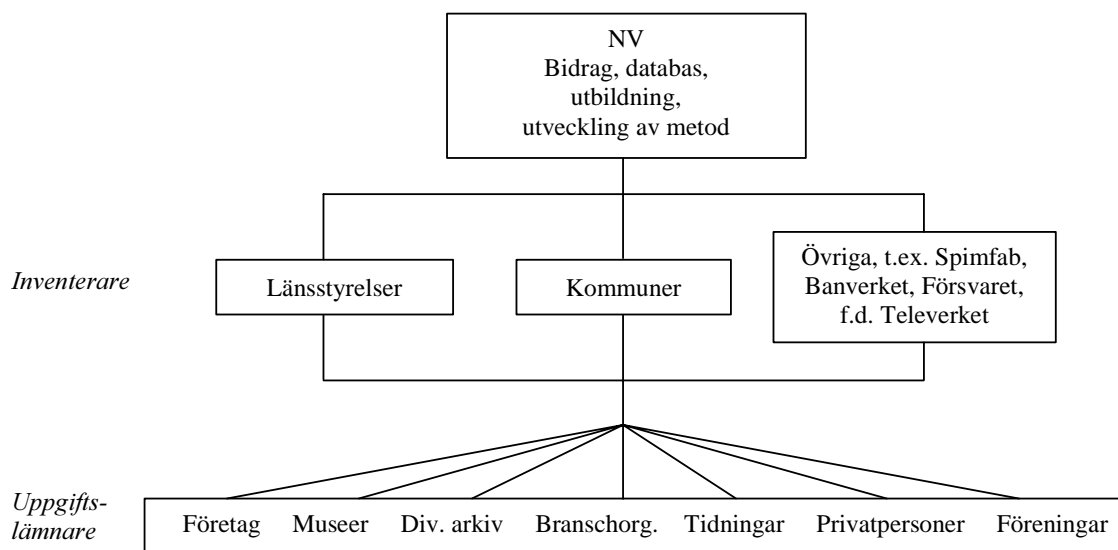 NV
Bidrag, databas,
utbildning,
utveckling av metod
Inventerare
Länsstyrelser
Kommuner
Övriga, t.ex. Spimfab,
Banverket, Försvaret,
f.d. Televerket
Uppgifts-
lämnare
Företag Museer Div. arkiv Branschorg. Tidningar Privatpersoner Föreningar